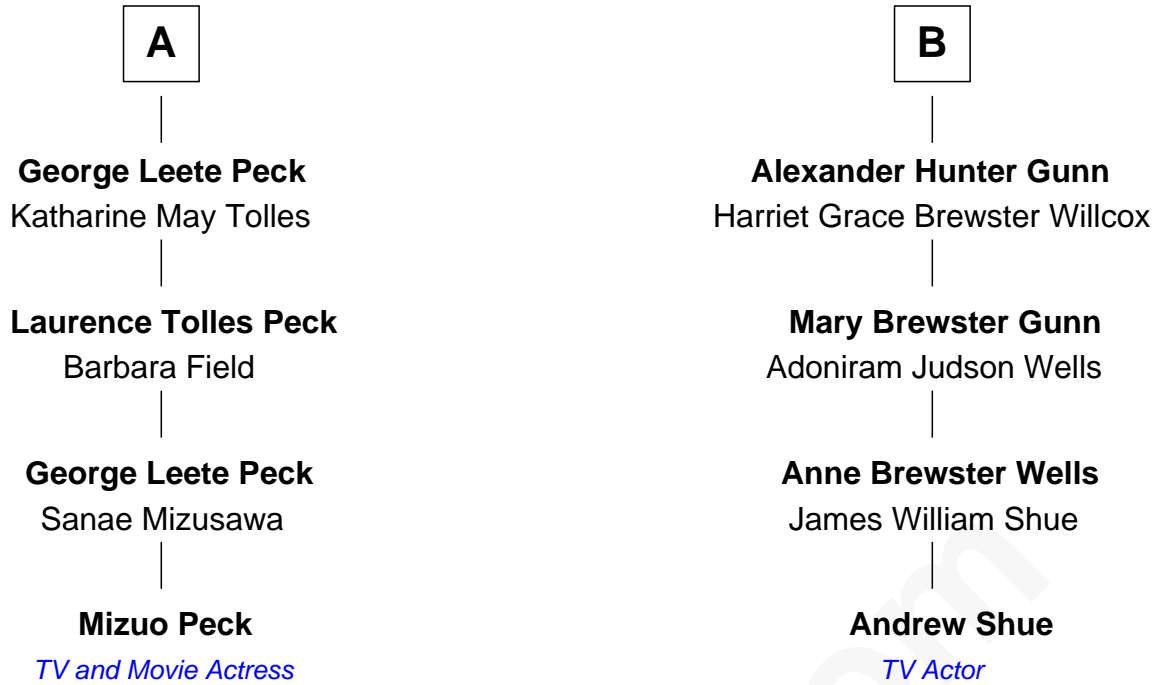 A
George Leete Peck
Katharine May Tolles
Laurence Tolles Peck
Barbara Field
George Leete Peck
Sanae Mizusawa
Mizuo Peck
TV and Movie Actress
B
Alexander Hunter Gunn
Harriet Grace Brewster Willcox
Mary Brewster Gunn
Adoniram Judson Wells
Anne Brewster Wells
James William Shue
Andrew Shue
TV Actor
om